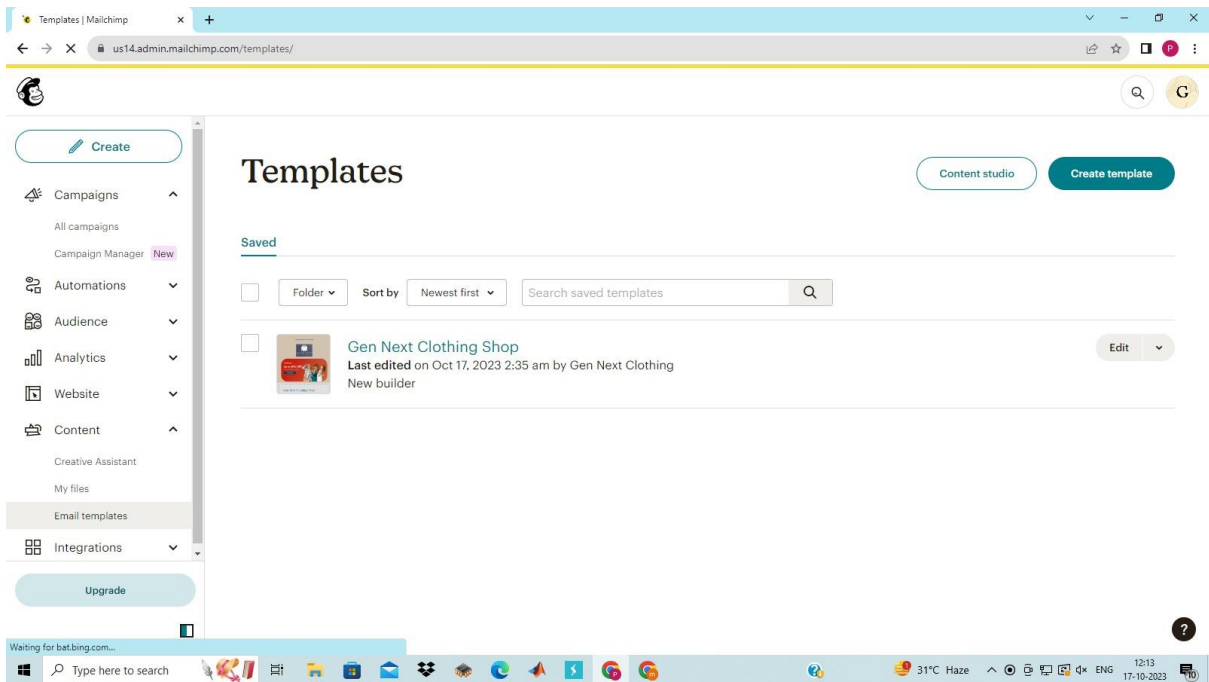 Templates | Mailchimp
us14.admin.mailchimp.com/templates/
P
G
Create
Campaigns
All campaigns
Campaign Manager New
Automations
Audience
Analytics
Website
Content
Creative Assistant
My files
Email templates
Integrations
Upgrade
Templates
Content studio
Create template
Saved
Folder
Sort by
Newest first
Search saved templates
Gen Next Clothing Shop
Last edited on Oct 17, 2023 2:35 am by Gen Next Clothing
New builder
Edit
?
Waiting for bat.bing.com...
Type here to search
31°C Haze
ENG
12:13
17-10-2023